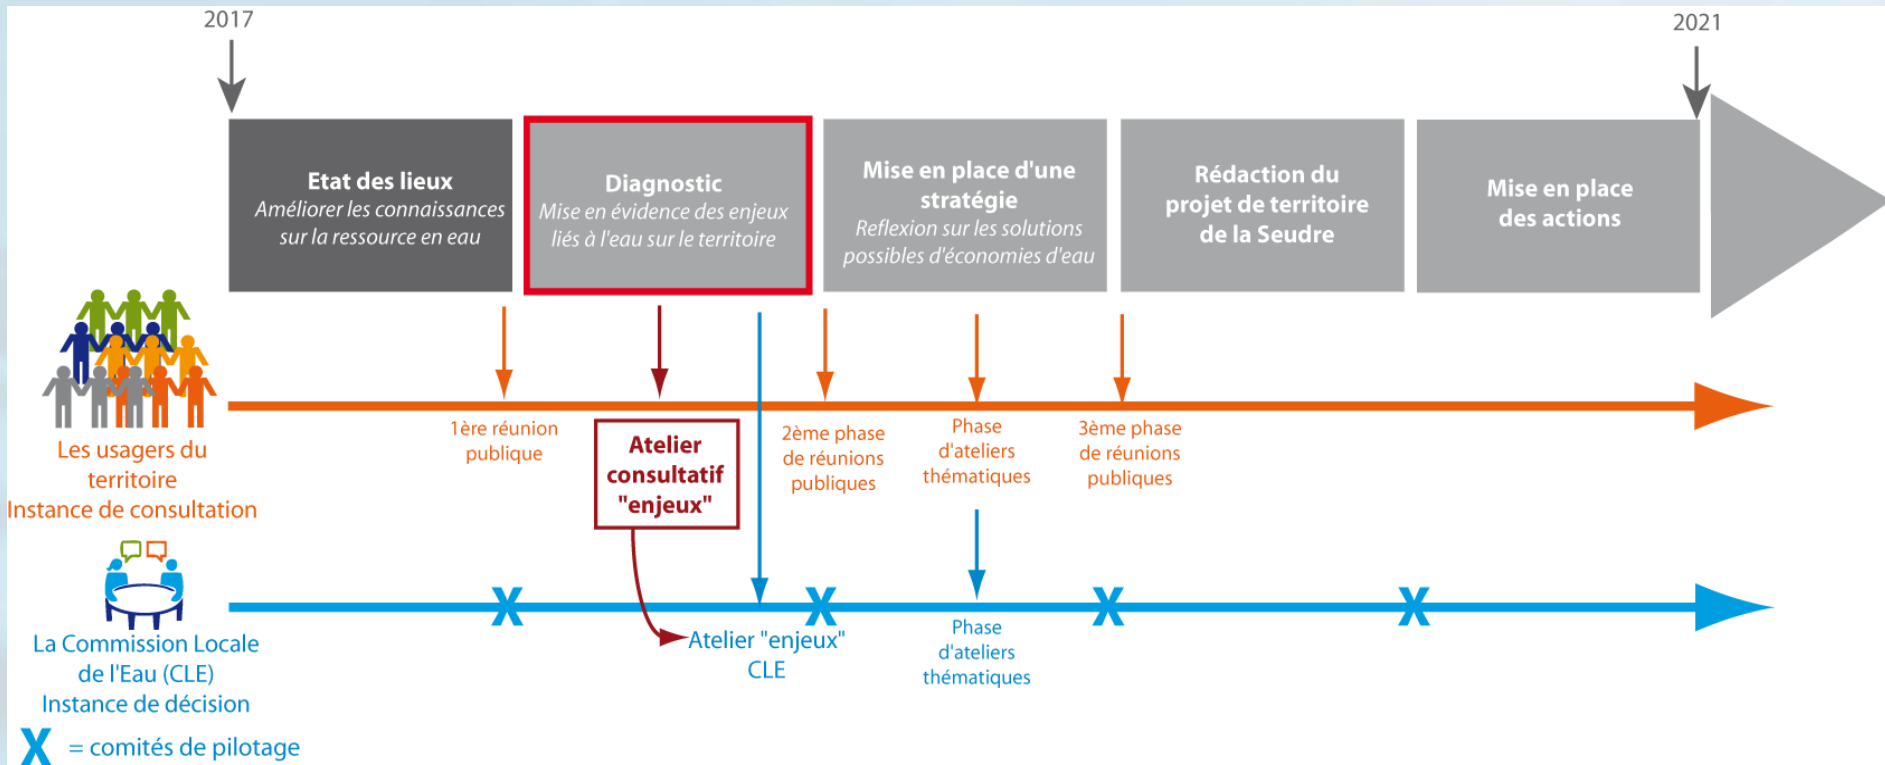 2017
2021
Etat des lieux
Améliorer les connaissances
sur la ressource en eau
Diagnostic
Mise en évidence des enjeux
liés à l'eau sur le territoire
Mise en place d'une
stratégie
Reflexion sur les solutions
possibles d'économies d'eau
Rédaction du
projet de territoire
de la Seudre
Mise en place
des actions
Les usagers du
territoire
Instance de consultation
1ère réunion
publique
Atelier
consultatif
"enjeux"
2ème phase
de réunions
publiques
Phase
d'ateliers
thématiques
3ème phase
de réunions
publiques
La Commission Locale
de l'Eau (CLE)
Instance de décision
X
X
X
X
Atelier "enjeux"
CLE
Phase
d'ateliers
thématiques
X = comités de pilotage